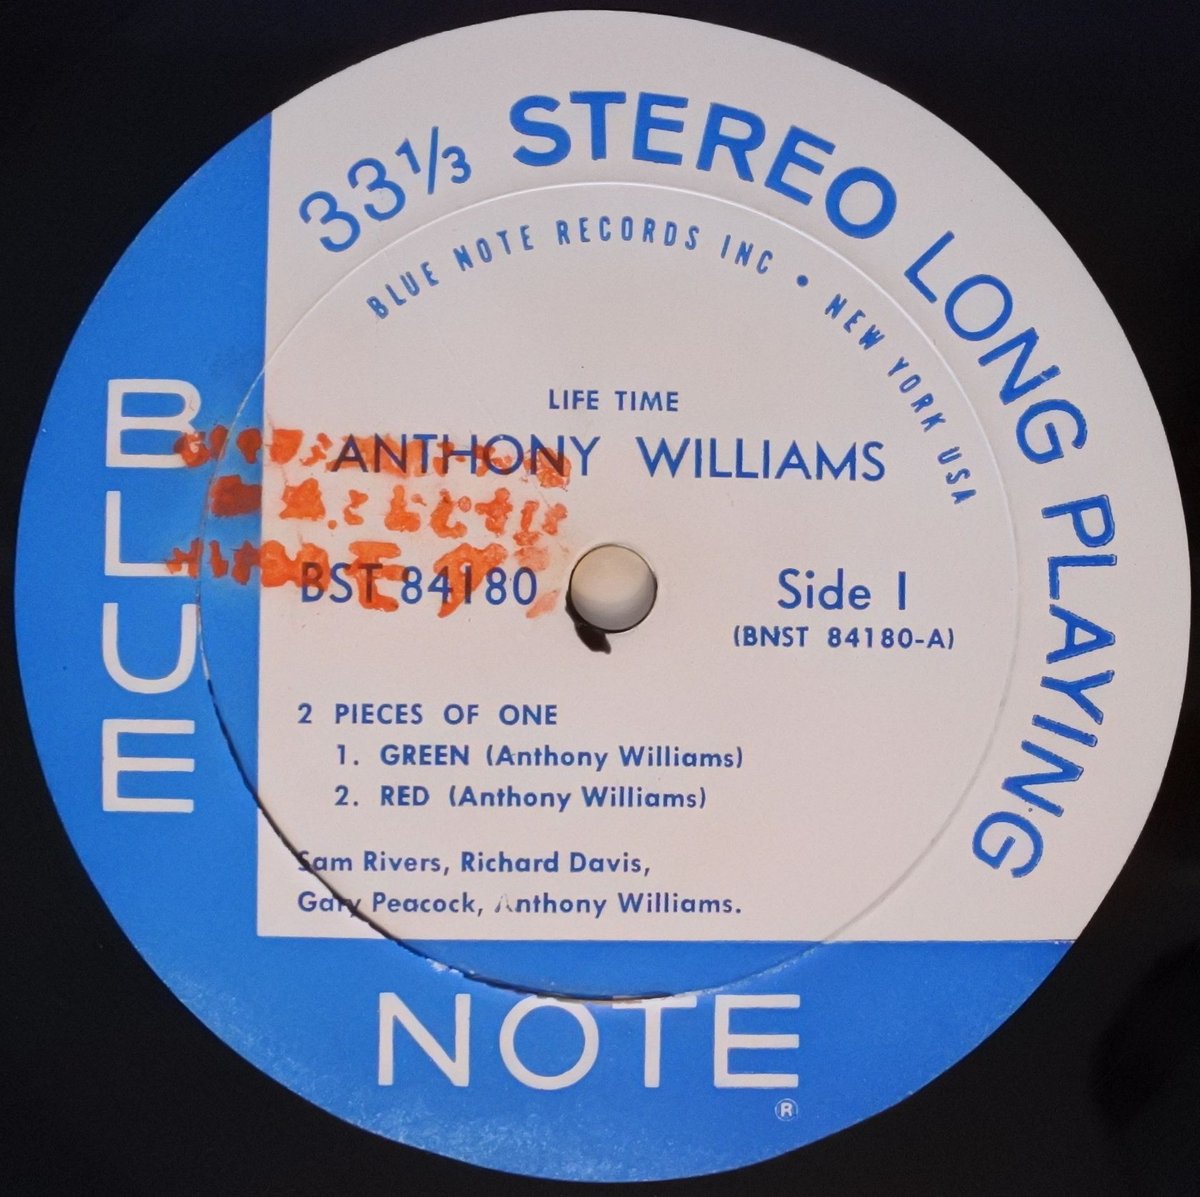 33⅓ STEREO LONG PLAYING
BLUE NOTE RECORDS INC • NEW YORK USA
LIFE TIME
ANTHONY WILLIAMS
BST 84180
Side 1
(BNST 84180-A)
2 PIECES OF ONE
1. GREEN (Anthony Williams)
2. RED (Anthony Williams)
Sam Rivers, Richard Davis,
Gary Peacock, Anthony Williams.
BLUE
NOTE
®